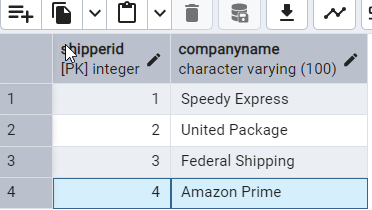 shipperid companyname
[PK] integer character varying (100)
1 1 Speedy Express
2 2 United Package
3 3 Federal Shipping
4 4 Amazon Prime